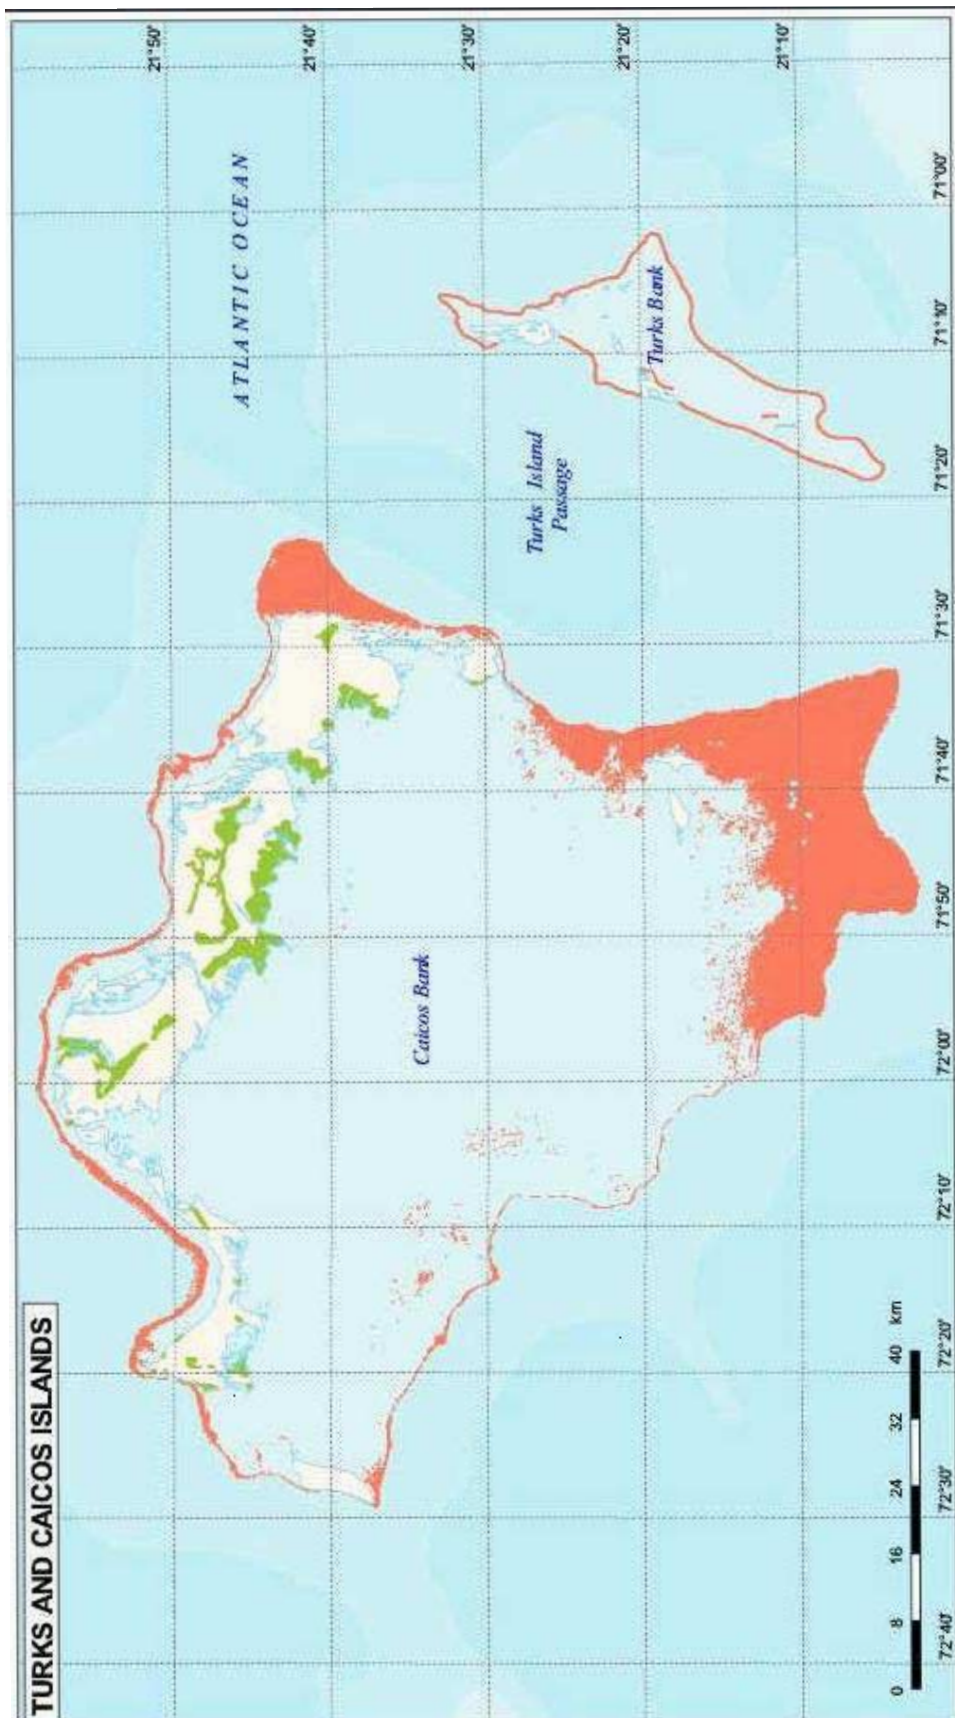 TURKS AND CAICOS ISLANDS
ATLANTIC OCEAN
Turks Island
Passage
Turks Bank
Caicos Bank
21°50'
21°40'
21°30'
21°20'
21°10'
72°40'
72°30'
72°20'
72°10'
72°00'
71°50'
71°40'
71°30'
71°20'
71°10'
71°00'
0 8 16 24 32 40 km